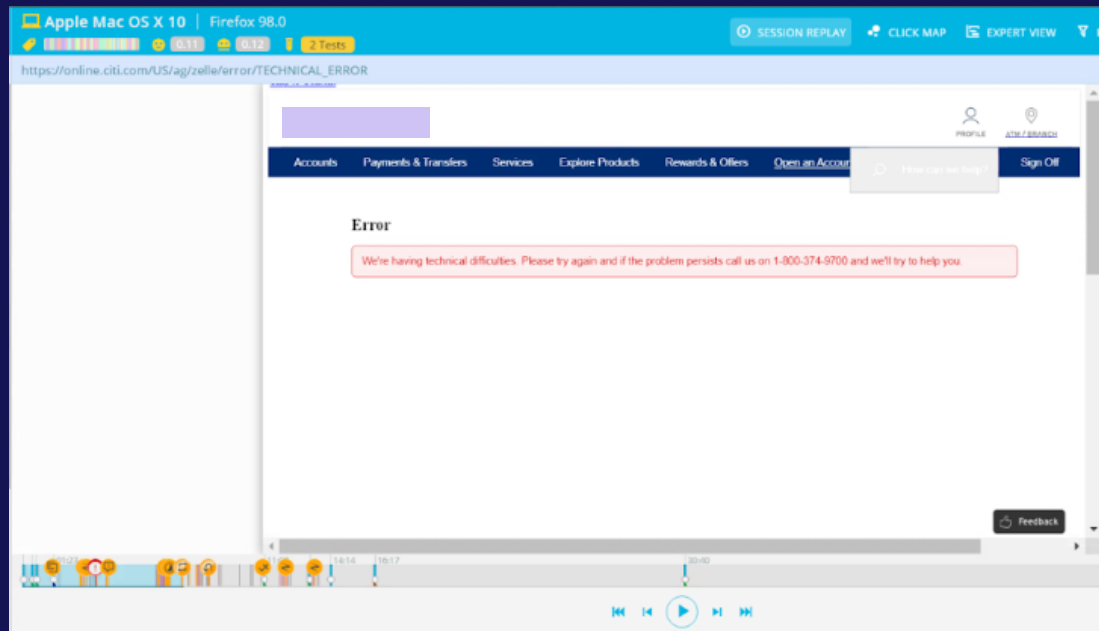 Apple Mac OS X 10 | Firefox 98.0
0.11 0.12 2 Tests
SESSION REPLAY CLICK MAP EXPERT VIEW
https://online.citi.com/US/ag/zelle/error/TECHNICAL_ERROR
PROFILE ATM / BRANCH
Accounts Payments & Transfers Services Explore Products Rewards & Offers Open an Accoun How can we help? Sign Off
Error
We're having technical difficulties. Please try again and if the problem persists call us on 1-800-374-9700 and we'll try to help you.
Feedback
14:14 16:17 30:40